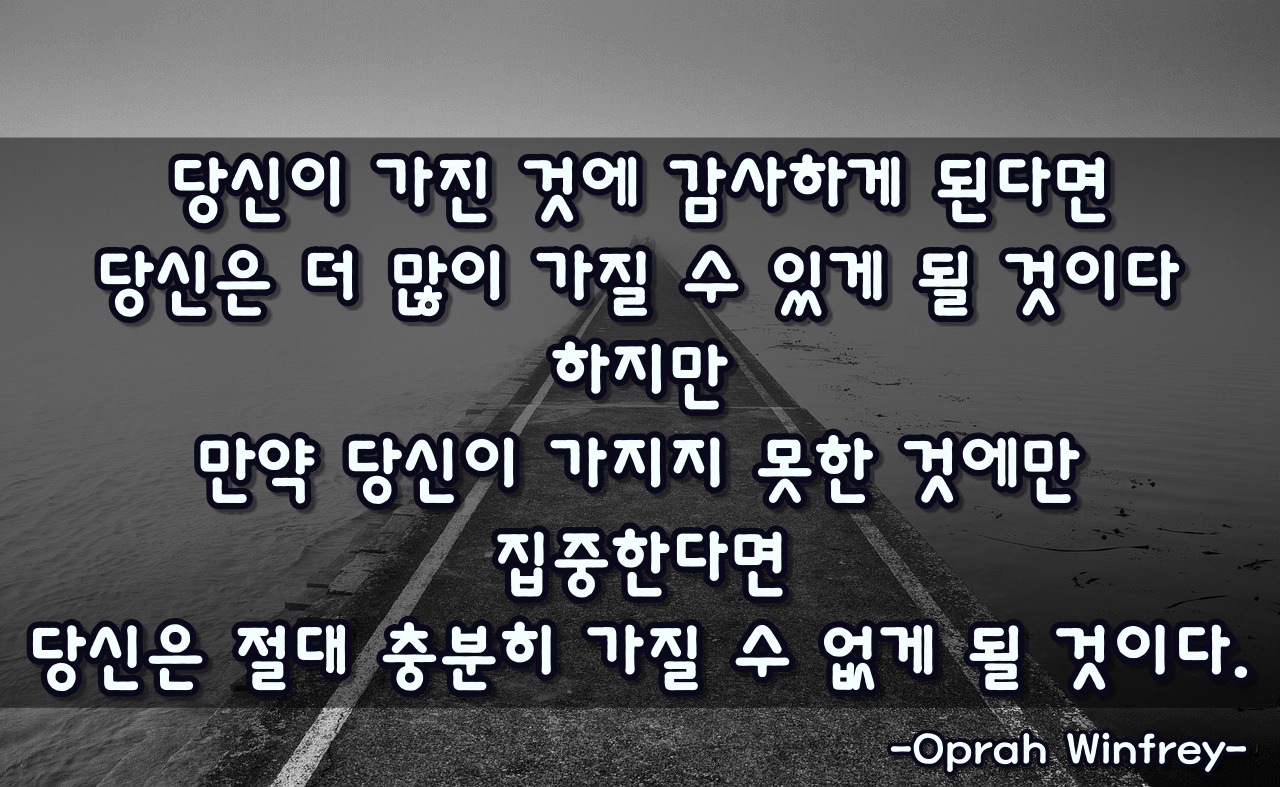 당신이 가진 것에 감사하게 된다면
당신은 더 많이 가질 수 있게 될 것이다
하지만
만약 당신이 가지지 못한 것에만
집중한다면
당신은 절대 충분히 가질 수 없게 될 것이다.
-Oprah Winfrey-